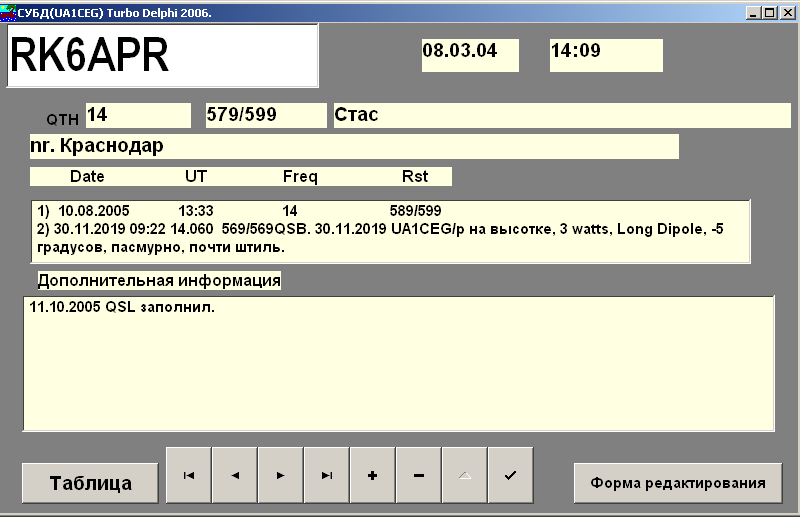 СУБД(UA1CEG) Turbo Delphi 2006.
RK6APR
08.03.04 14:09
QTH 14 579/599 Стас
nr. Краснодар
Date UT Freq Rst
1) 10.08.2005 13:33 14 589/599
2) 30.11.2019 09:22 14.060 569/569QSB. 30.11.2019 UA1CEG/p на высотке, 3 watts, Long Dipole, -5
градусов, пасмурно, почти штиль.
Дополнительная информация
11.10.2005 QSL заполнил.
Таблица
Форма редактирования